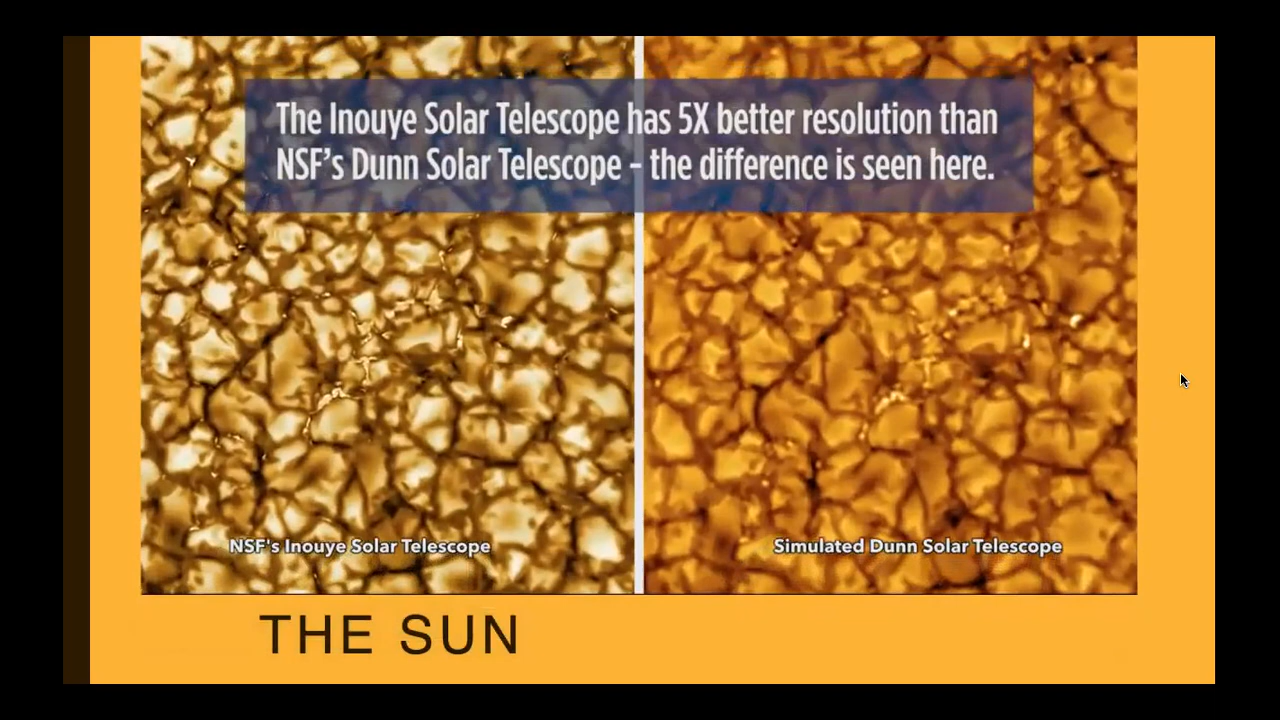 The Inouye Solar Telescope has 5X better resolution than
NSF’s Dunn Solar Telescope - the difference is seen here.
NSF's Inouye Solar Telescope
Simulated Dunn Solar Telescope
THE SUN